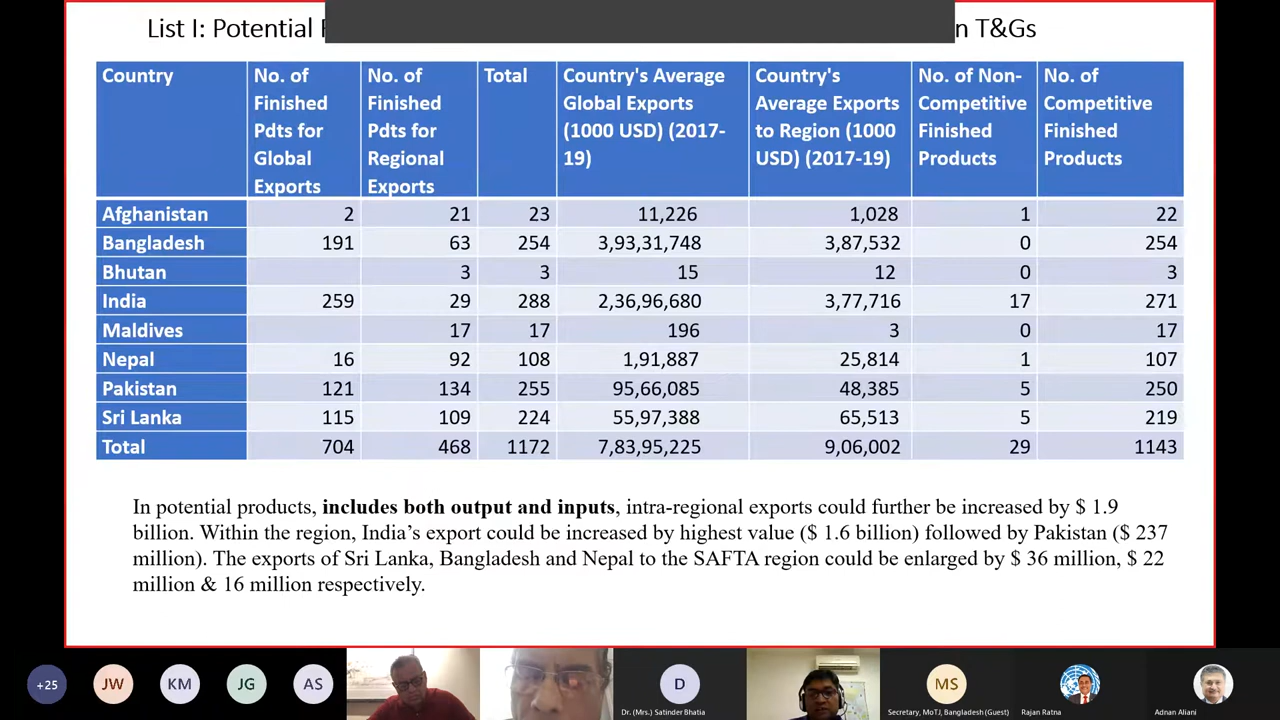 List I: Potential
n T&Gs
Country No. of Finished Pdts for Global Exports No. of Finished Pdts for Regional Exports Total Country's Average Global Exports (1000 USD) (2017-19) Country's Average Exports to Region (1000 USD) (2017-19) No. of Non-Competitive Finished Products No. of Competitive Finished Products
Afghanistan 2 21 23 11,226 1,028 1 22
Bangladesh 191 63 254 3,93,31,748 3,87,532 0 254
Bhutan 3 3 15 12 0 3
India 259 29 288 2,36,96,680 3,77,716 17 271
Maldives 17 17 196 3 0 17
Nepal 16 92 108 1,91,887 25,814 1 107
Pakistan 121 134 255 95,66,085 48,385 5 250
Sri Lanka 115 109 224 55,97,388 65,513 5 219
Total 704 468 1172 7,83,95,225 9,06,002 29 1143
In potential products, includes both output and inputs, intra-regional exports could further be increased by $ 1.9
billion. Within the region, India’s export could be increased by highest value ($ 1.6 billion) followed by Pakistan ($ 237
million). The exports of Sri Lanka, Bangladesh and Nepal to the SAFTA region could be enlarged by $ 36 million, $ 22
million & 16 million respectively.
+25 JW KM JG AS D MS
Dr. (Mrs.) Satinder Bhatia Secretary, MoTJ, Bangladesh (Guest) Rajan Ratna Adnan Aliani